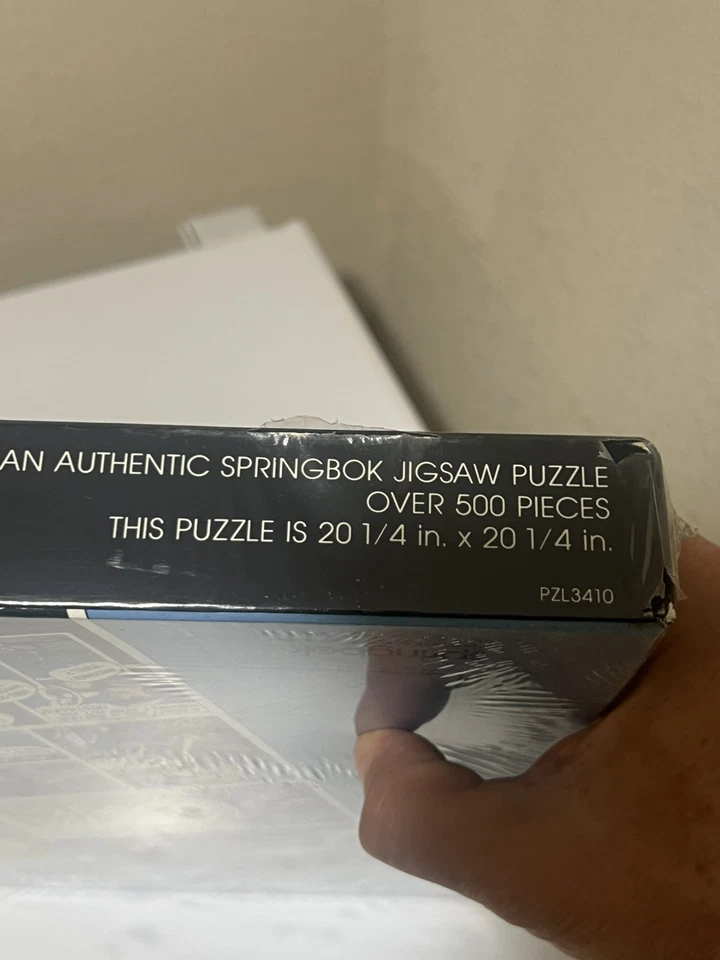 AN AUTHENTIC SPRINGBOK JIGSAW PUZZLE
OVER 500 PIECES
THIS PUZZLE IS 20 1/4 in. x 20 1/4 in.
PZL3410